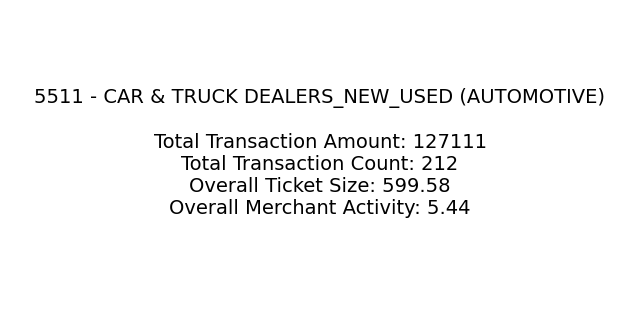 5511 - CAR & TRUCK DEALERS_NEW_USED (AUTOMOTIVE)
Total Transaction Amount: 127111
Total Transaction Count: 212
Overall Ticket Size: 599.58
Overall Merchant Activity: 5.44